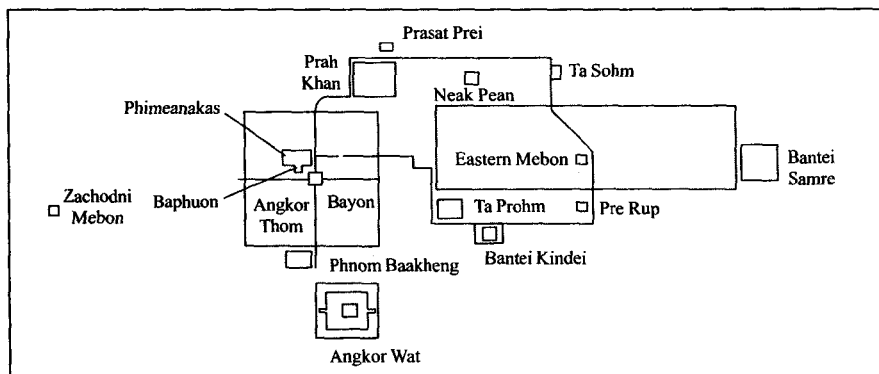 Prasat Prei
Prah
Khan
Ta Sohm
Neak Pean
Phimeanakas
Eastern Mebon
Bantei
Samre
Baphuon
Bayon
Zachodni
Mebon
Angkor
Thom
Ta Prohm
Pre Rup
Bantei Kindei
Phnom Baakheng
Angkor Wat